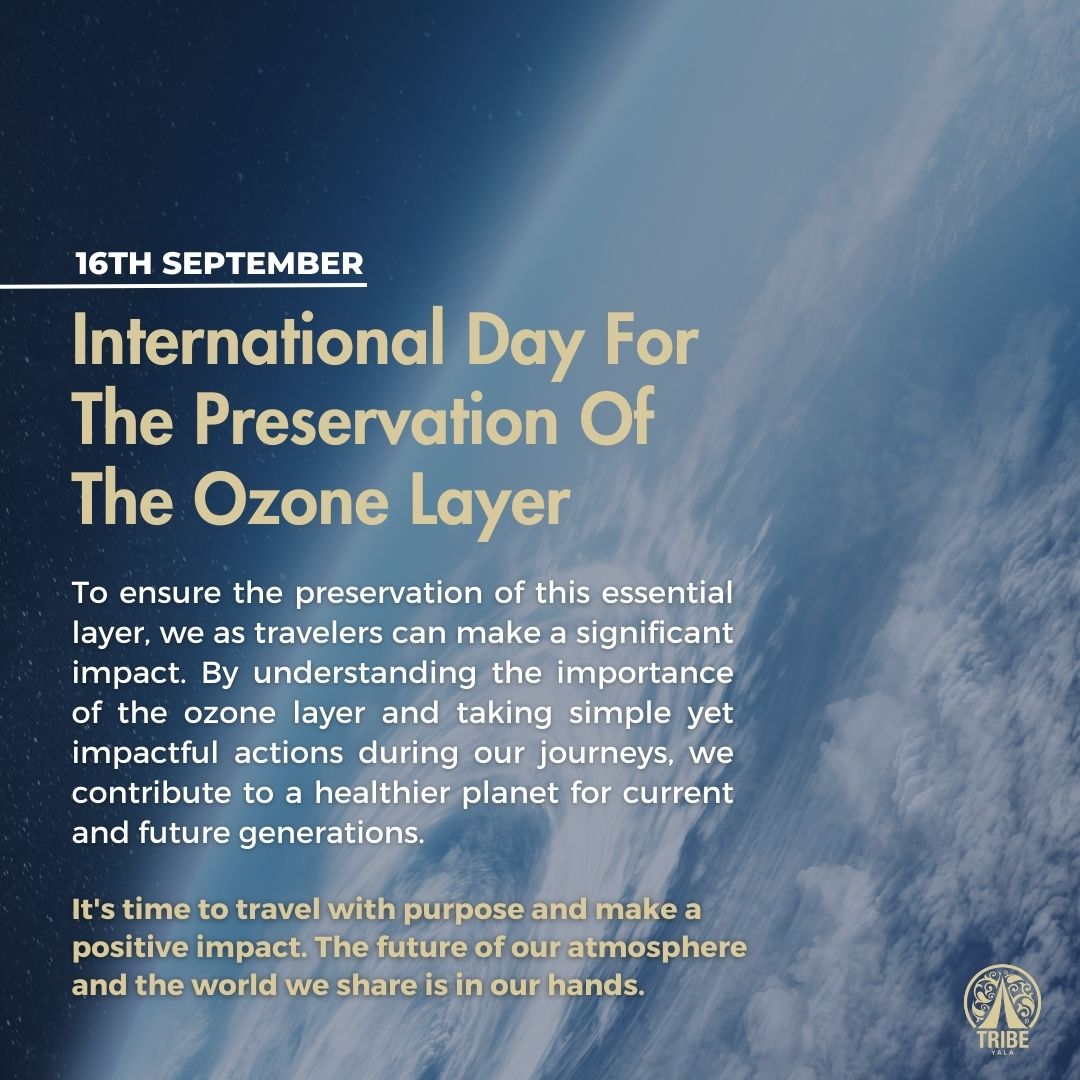 16TH SEPTEMBER
International Day For
The Preservation Of
The Ozone Layer
To ensure the preservation of this essential
layer, we as travelers can make a significant
impact. By understanding the importance
of the ozone layer and taking simple yet
impactful actions during our journeys, we
contribute to a healthier planet for current
and future generations.
It's time to travel with purpose and make a
positive impact. The future of our atmosphere
and the world we share is in our hands.
TRIBE
YALA